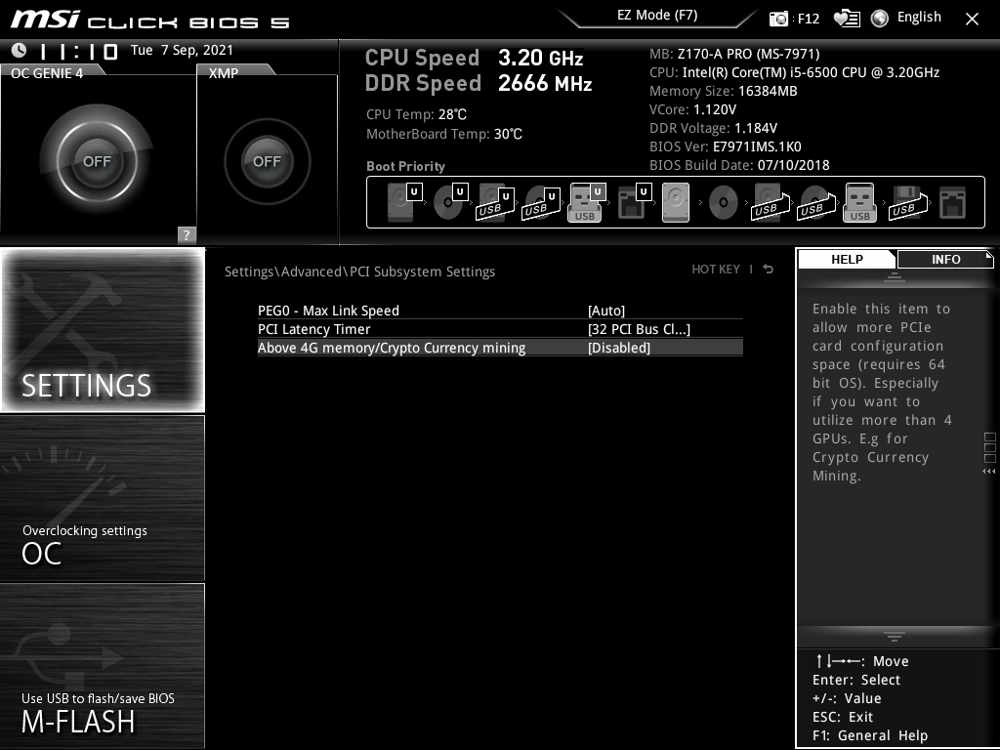 msi CLICK BIOS 5
EZ Mode (F7)
: F12
English
X
11:10 Tue 7 Sep, 2021
OC GENIE 4
XMP
OFF
OFF
?
CPU Speed 3.20 GHz
DDR Speed 2666 MHz
CPU Temp: 28℃
MotherBoard Temp: 30℃
MB: Z170-A PRO (MS-7971)
CPU: Intel(R) Core(TM) i5-6500 CPU @ 3.20GHz
Memory Size: 16384MB
VCore: 1.120V
DDR Voltage: 1.184V
BIOS Ver: E7971IMS.1K0
BIOS Build Date: 07/10/2018
Boot Priority
U U U U U U
USB USB USB USB USB USB USB
SETTINGS
Overclocking settings
OC
Use USB to flash/save BIOS
M-FLASH
Settings\Advanced\PCI Subsystem Settings
HOT KEY |
PEG0 - Max Link Speed [Auto]
PCI Latency Timer [32 PCI Bus Cl...]
Above 4G memory/Crypto Currency mining [Disabled]
HELP
INFO
Enable this item to
allow more PCIe
card configuration
space (requires 64
bit OS). Especially
if you want to
utilize more than 4
GPUs. E.g for
Crypto Currency
Mining.
↑↓→←: Move
Enter: Select
+/-: Value
ESC: Exit
F1: General Help